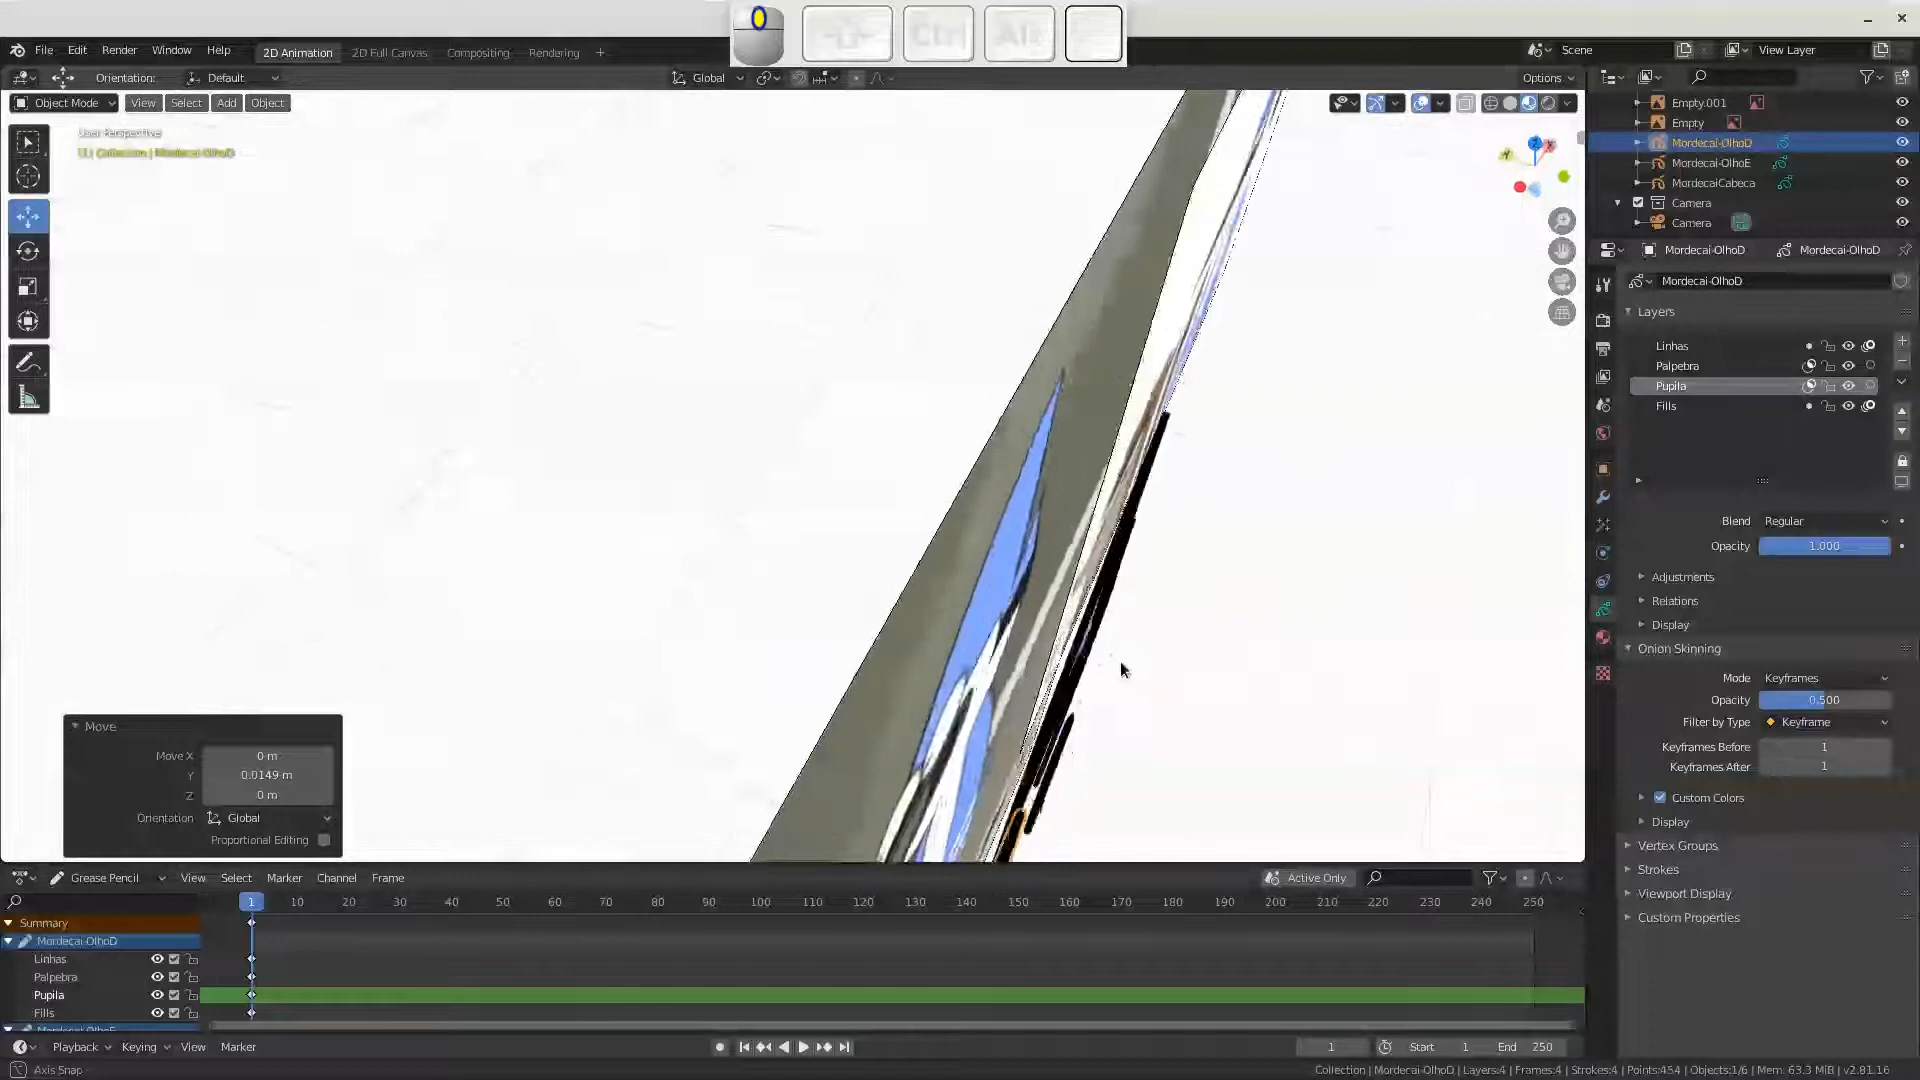 Ctrl
Alt
File Edit Render Window Help 2D Animation 2D Full Canvas Compositing Rendering + Scene View Layer
Orientation: Default Global Options
Object Mode View Select Add Object
User Perspective
(1) Collection | Mordecai-OlhoD
Z
X
Y
Empty.001
Empty
Mordecai-OlhoD
Mordecai-OlhoE
MordecaiCabeca
Camera
Camera
Mordecai-OlhoD Mordecai-OlhoD
Mordecai-OlhoD
Layers
Linhas
Palpebra
Pupila
Fills
Blend Regular
Opacity 1.000
Adjustments
Relations
Display
Onion Skinning
Mode Keyframes
Opacity 0.500
Filter by Type Keyframe
Keyframes Before 1
Keyframes After 1
Custom Colors
Display
Vertex Groups
Strokes
Viewport Display
Custom Properties
Move
Move X 0 m
Y 0.0149 m
Z 0 m
Orientation Global
Proportional Editing
Grease Pencil View Select Marker Channel Frame Active Only
1 10 20 30 40 50 60 70 80 90 100 110 120 130 140 150 160 170 180 190 200 210 220 230 240 250
Summary
Mordecai-OlhoD
Linhas
Palpebra
Pupila
Fills
Mordecai-OlhoE
Playback Keying View Marker 1 Start 1 End 250
Axis Snap Collection | Mordecai-OlhoD | Layers:4 | Frames:4 | Strokes:4 | Points:454 | Objects:1/6 | Mem: 63.3 MiB | v2.81.16